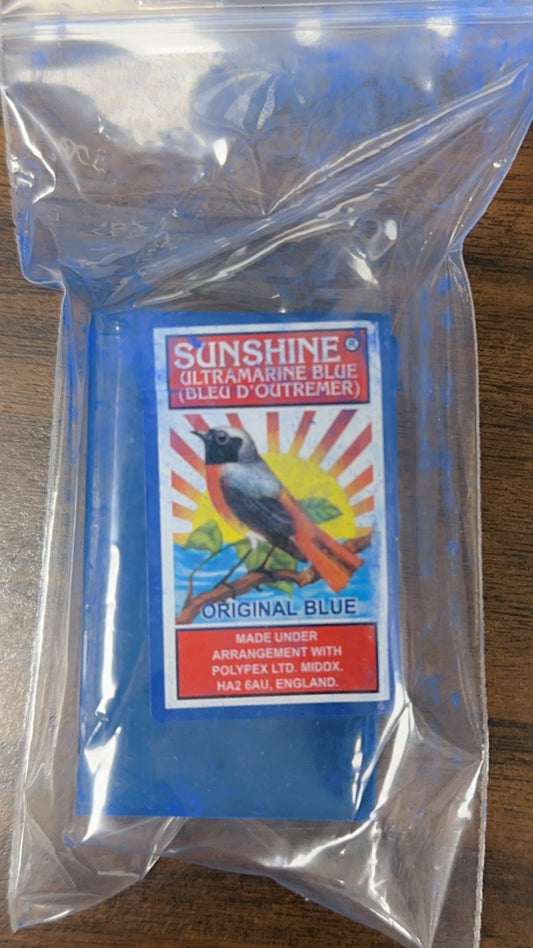 SUNSHINE®
ULTRAMARINE BLUE
(BLEU D'OUTREMER)
ORIGINAL BLUE
MADE UNDER
ARRANGEMENT WITH
POLYPEX LTD. MIDDX.
HA2 6AU, ENGLAND.